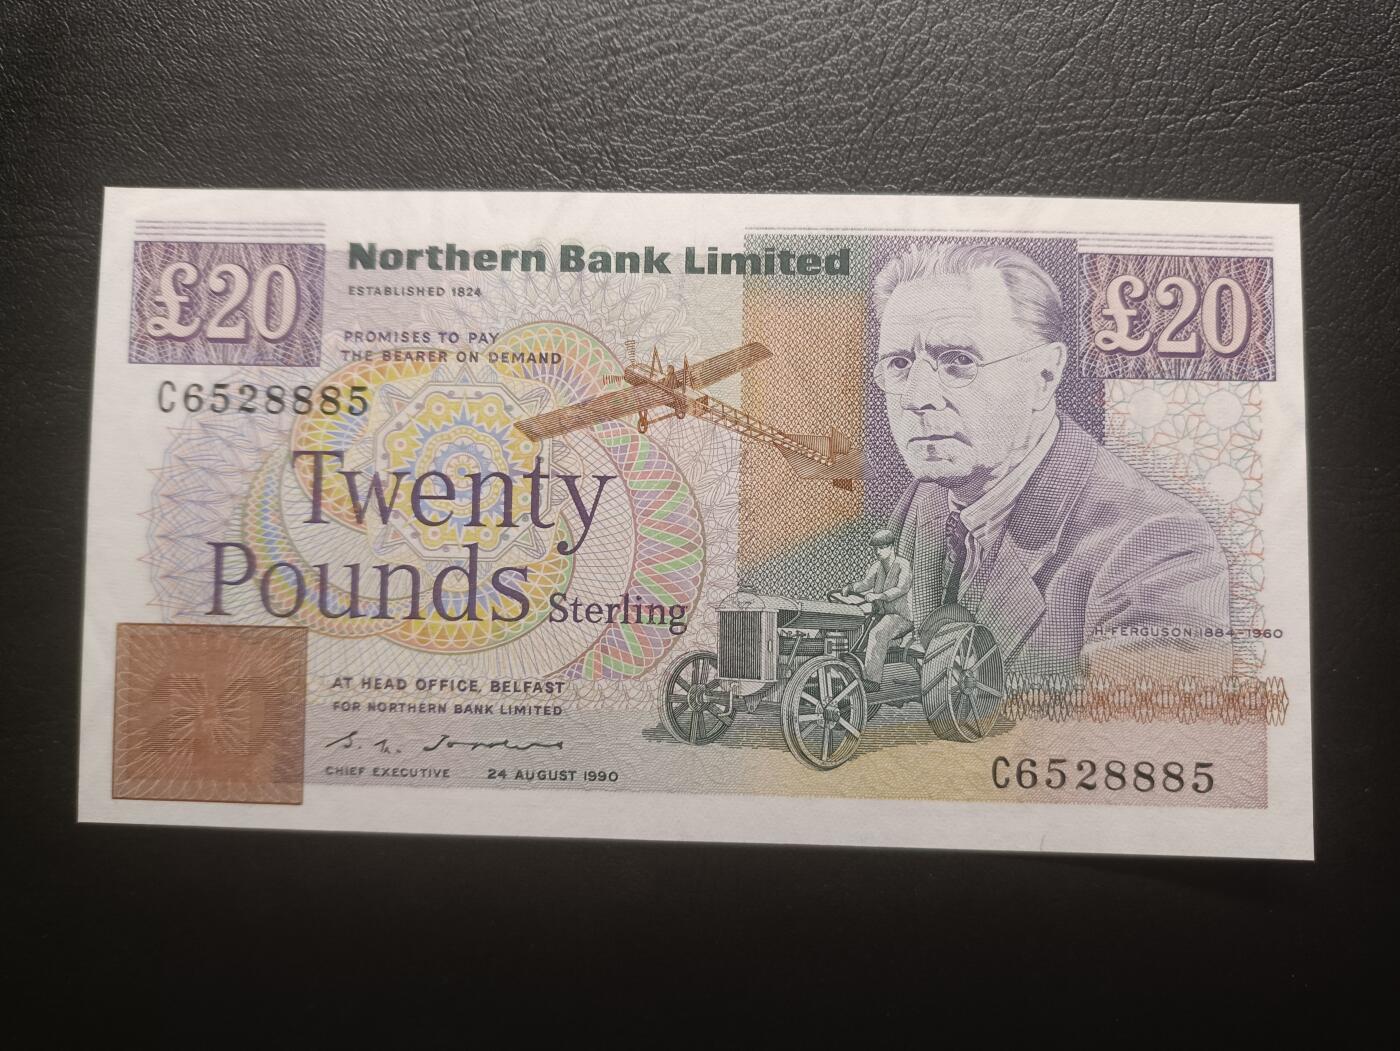 Northern Bank Limited
ESTABLISHED 1824
£20
£20
PROMISES TO PAY
THE BEARER ON DEMAND
C6528885
Twenty
Pounds Sterling
H. FERGUSON 1884-1960
20
AT HEAD OFFICE, BELFAST
FOR NORTHERN BANK LIMITED
CHIEF EXECUTIVE 24 AUGUST 1990
C6528885